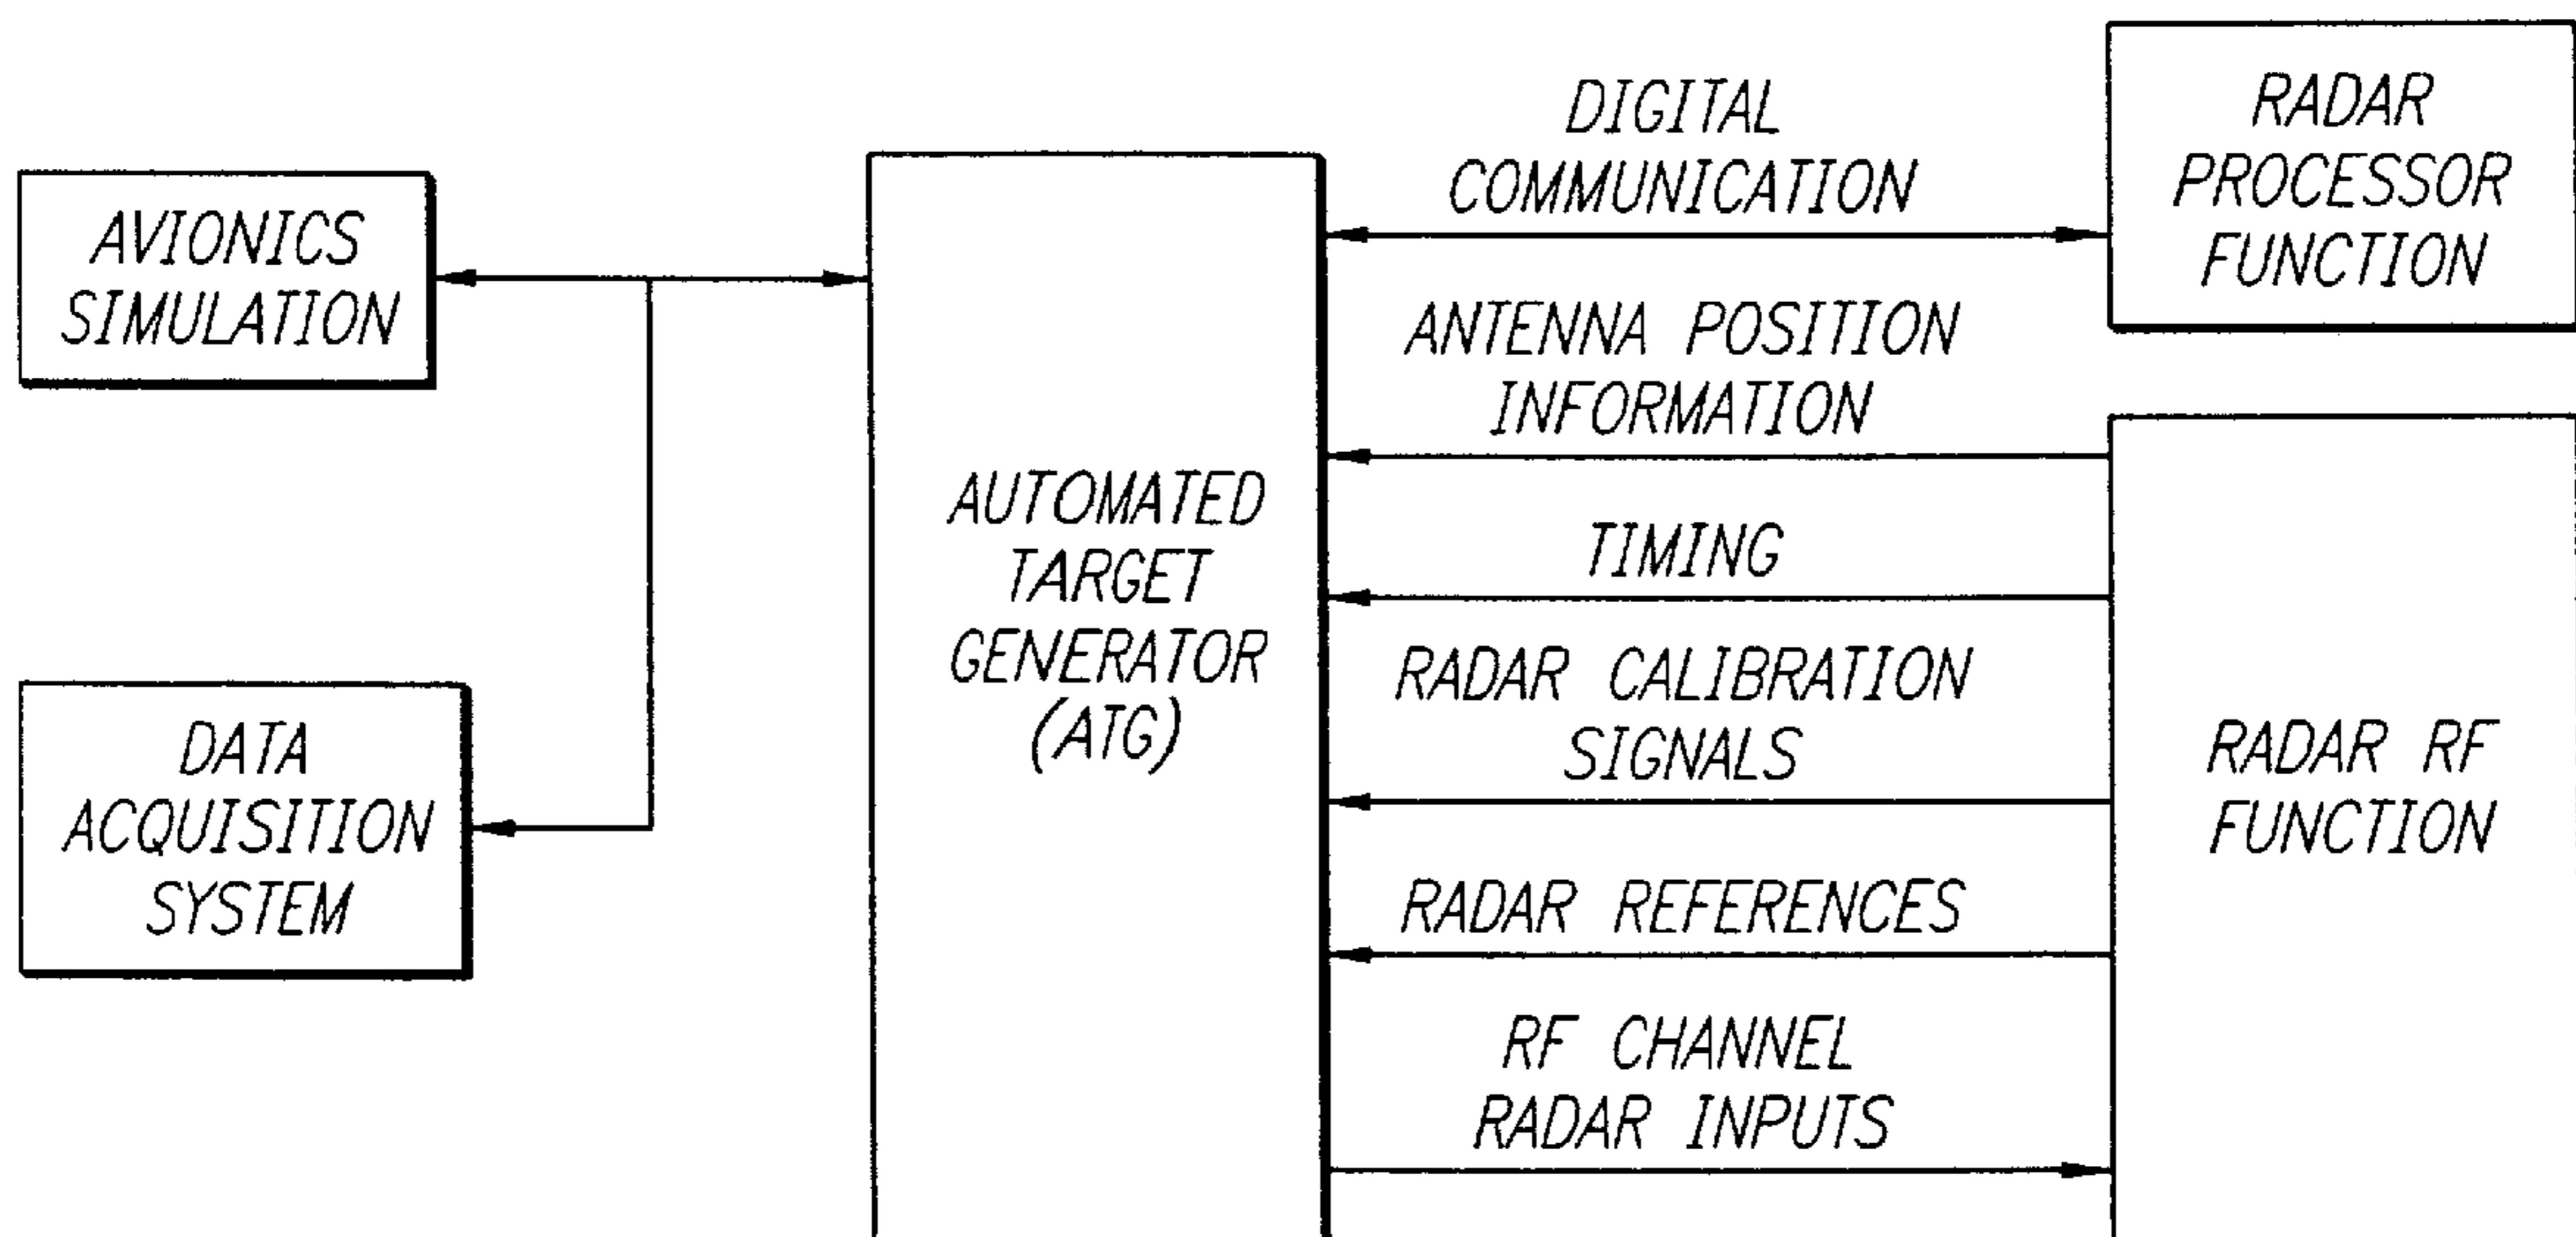 AVIONICS
SIMULATION
DATA
ACQUISITION
SYSTEM
AUTOMATED
TARGET
GENERATOR
(ATG)
DIGITAL
COMMUNICATION
ANTENNA POSITION
INFORMATION
TIMING
RADAR CALIBRATION
SIGNALS
RADAR REFERENCES
RF CHANNEL
RADAR INPUTS
RADAR
PROCESSOR
FUNCTION
RADAR RF
FUNCTION